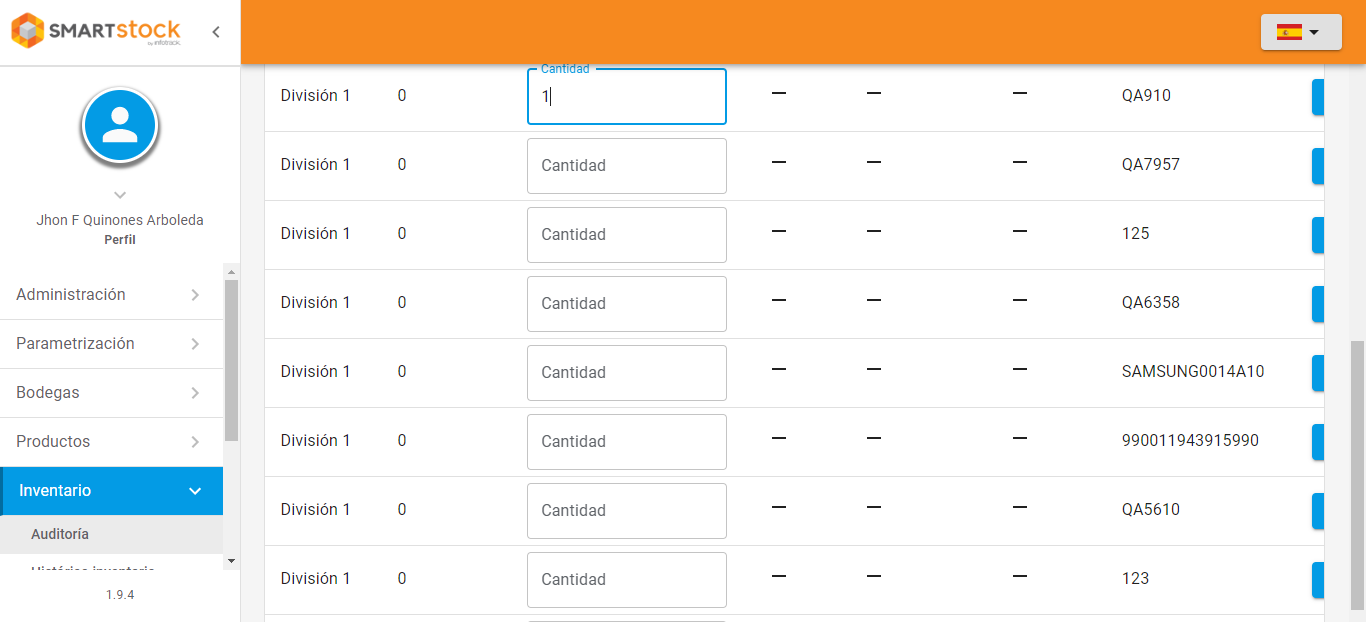 SMARTstock
by infotrack.
Jhon F Quinones Arboleda
Perfil
Administración
Parametrización
Bodegas
Productos
Inventario
Auditoría
Histórico inventario
1.9.4
Cantidad
División 1 0 1 — — — QA910
División 1 0 Cantidad — — — QA7957
División 1 0 Cantidad — — — 125
División 1 0 Cantidad — — — QA6358
División 1 0 Cantidad — — — SAMSUNG0014A10
División 1 0 Cantidad — — — 990011943915990
División 1 0 Cantidad — — — QA5610
División 1 0 Cantidad — — — 123